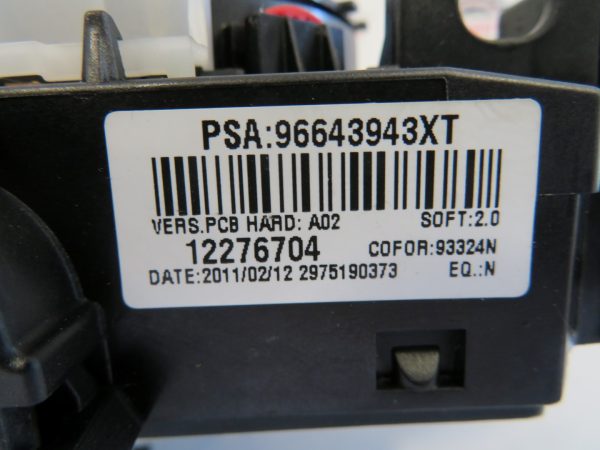 PSA:96643943XT
VERS.PCB HARD: A02 SOFT:2.0
12276704 COFOR:93324N
DATE:2011/02/12 2975190373 EQ.:N